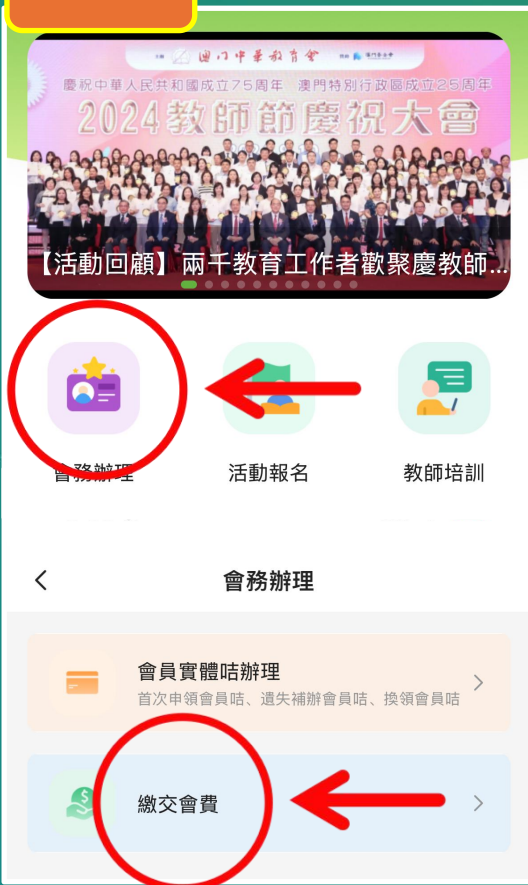 澳門中華教育會
慶祝中華人民共和國成立75周年 澳門特別行政區成立25周年
2024教師節慶祝大會
【活動回顧】兩千教育工作者歡聚慶教師...
會務辦理
活動報名
教師培訓
會務辦理
會員實體咭辦理
首次申領會員咭、遺失補辦會員咭、換領會員咭
繳交會費